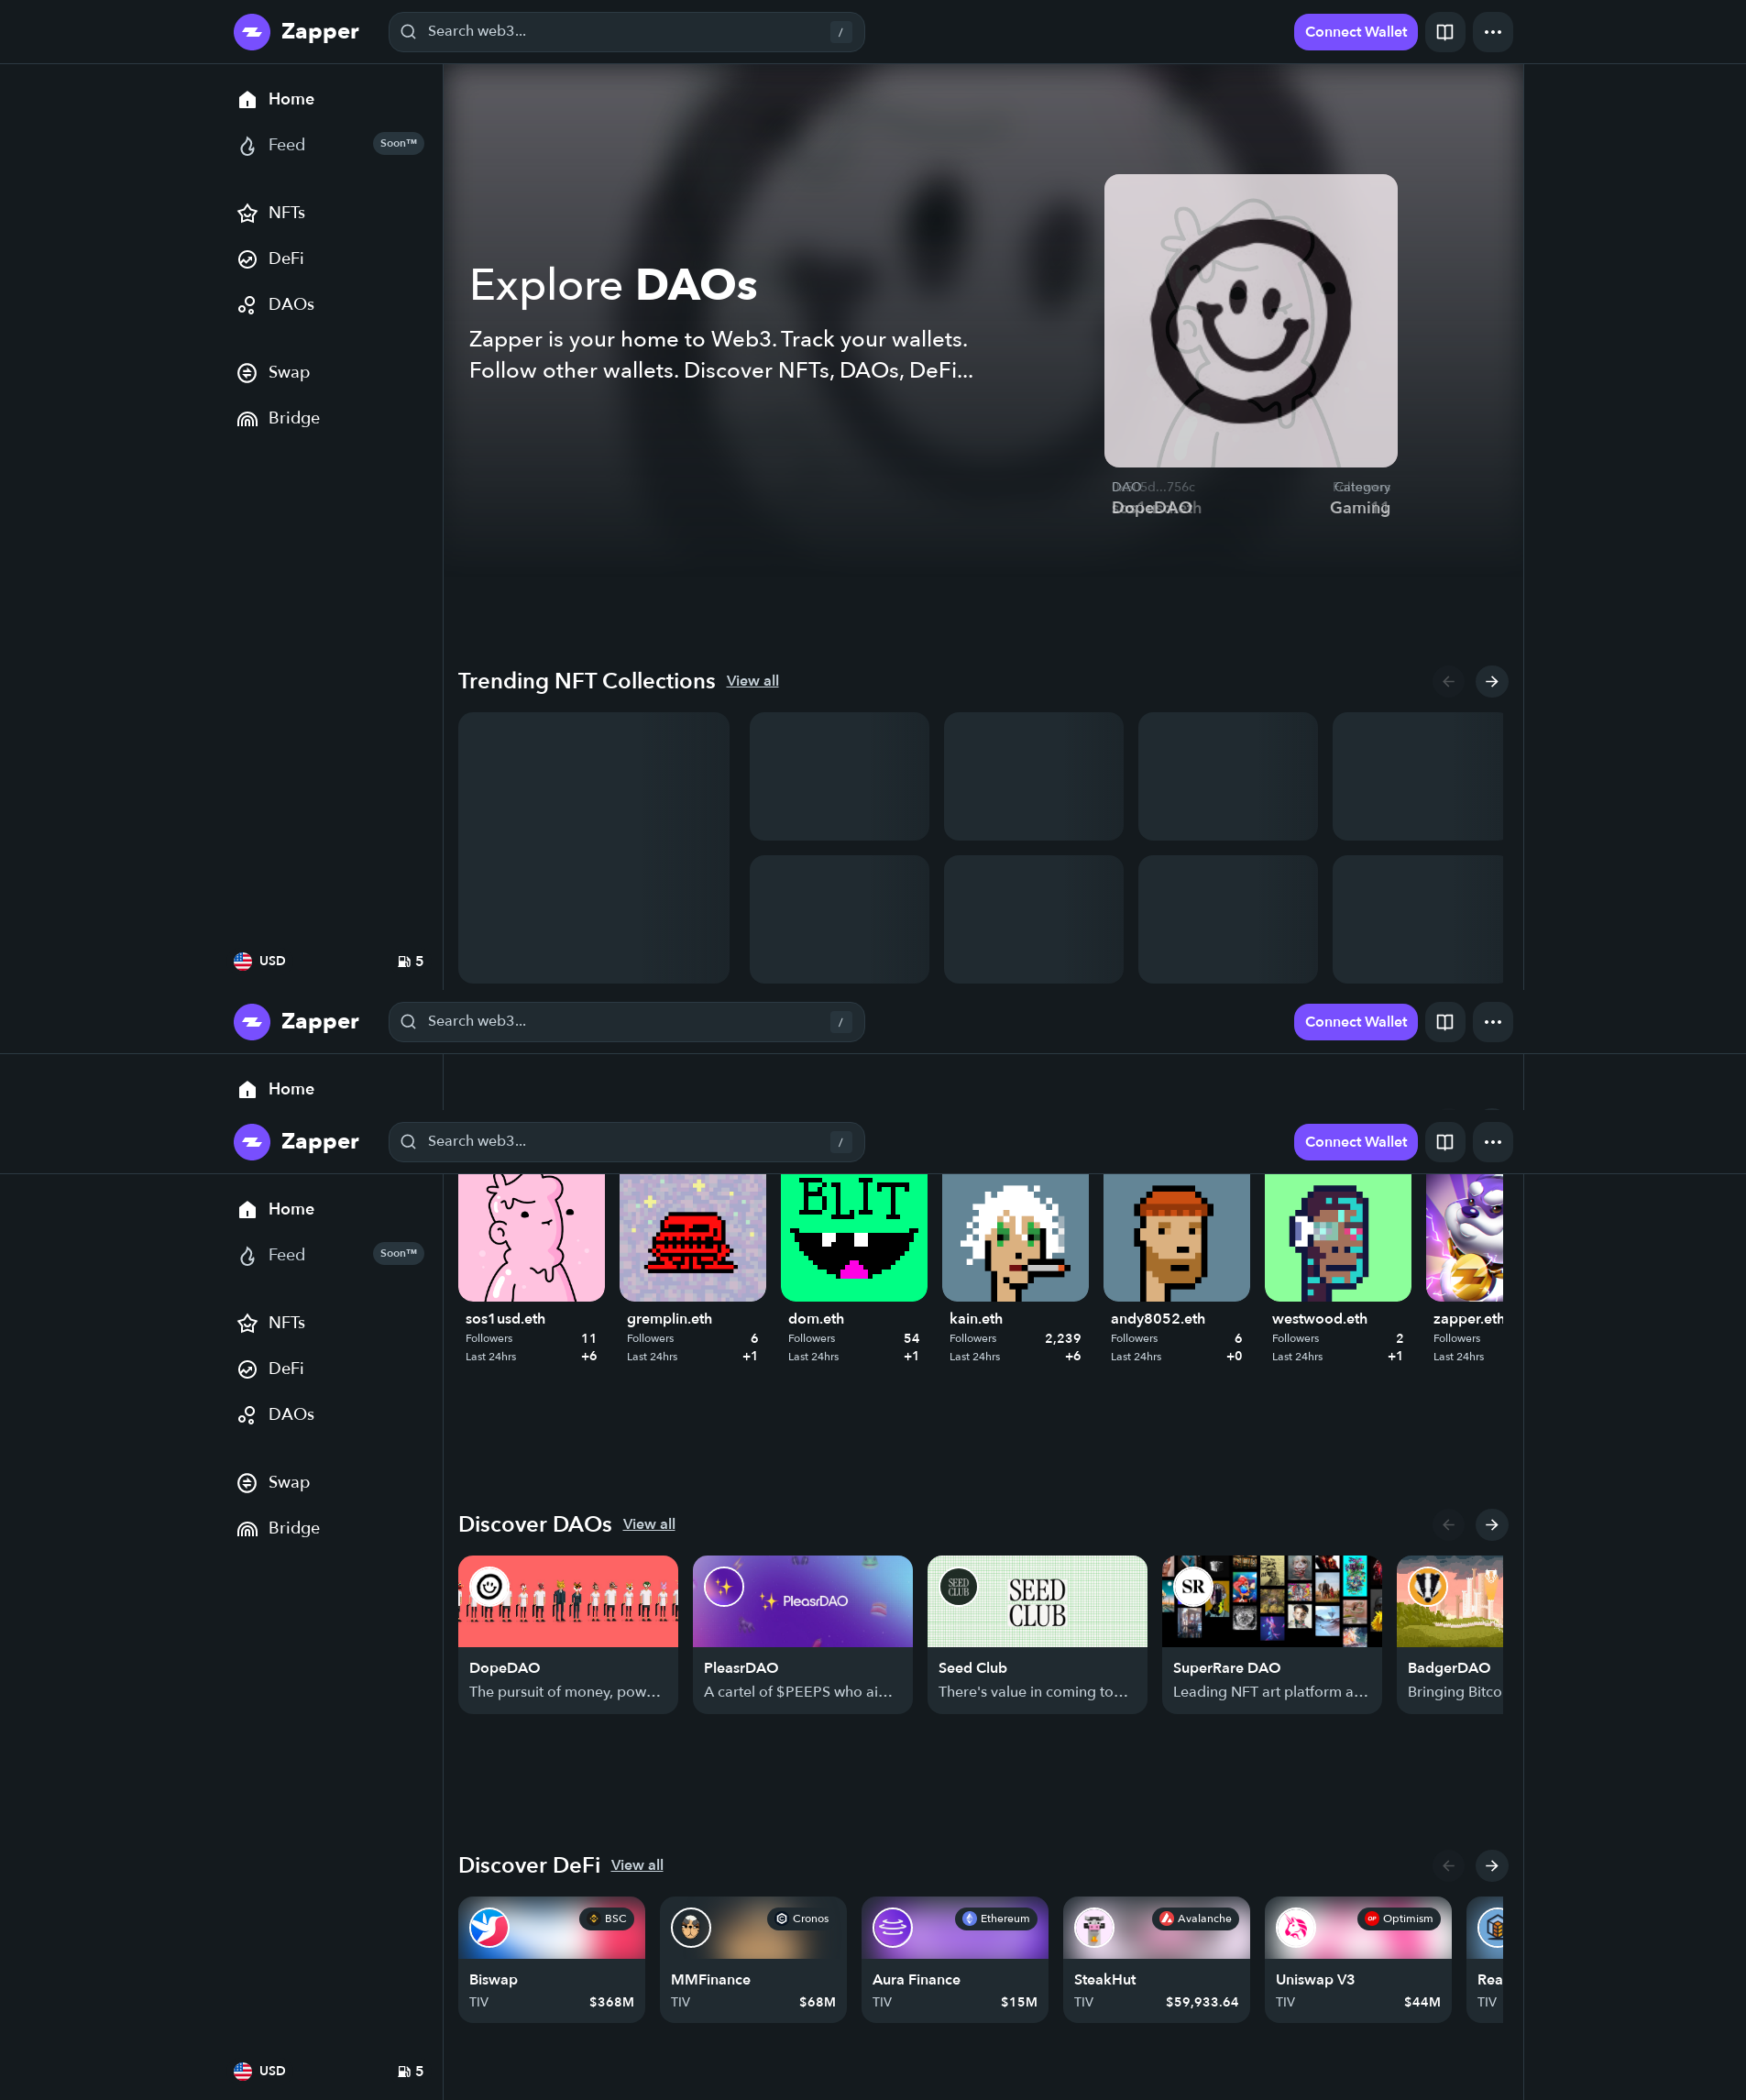 Zapper
Search web3...
/
Connect Wallet
Home
Feed
Soon™
NFTs
DeFi
DAOs
Swap
Bridge
Explore DAOs
Zapper is your home to Web3. Track your wallets.
Follow other wallets. Discover NFTs, DAOs, DeFi...
DAO
DopeDAO
Category
Gaming
Trending NFT Collections
View all
USD
5
Zapper
Search web3...
/
Connect Wallet
Home
Zapper
Search web3...
/
Connect Wallet
Home
Feed
Soon™
NFTs
DeFi
DAOs
Swap
Bridge
BLIT
sos1usd.eth
Followers 11
Last 24hrs +6
gremplin.eth
Followers 6
Last 24hrs +1
dom.eth
Followers 54
Last 24hrs +1
kain.eth
Followers 2,239
Last 24hrs +6
andy8052.eth
Followers 6
Last 24hrs +0
westwood.eth
Followers 2
Last 24hrs +1
zapper.eth
Followers
Last 24hrs
Discover DAOs
View all
DopeDAO
The pursuit of money, pow...
PleasrDAO
PleasrDAO
A cartel of $PEEPS who ai...
SEED CLUB
SEED
CLUB
Seed Club
There's value in coming to...
SR
SuperRare DAO
Leading NFT art platform a...
BadgerDAO
Bringing Bitco
Discover DeFi
View all
BSC
Biswap
TIV $368M
Cronos
MMFinance
TIV $68M
Ethereum
Aura Finance
TIV $15M
Avalanche
SteakHut
TIV $59,933.64
OP Optimism
Uniswap V3
TIV $44M
Rea
TIV
USD
5